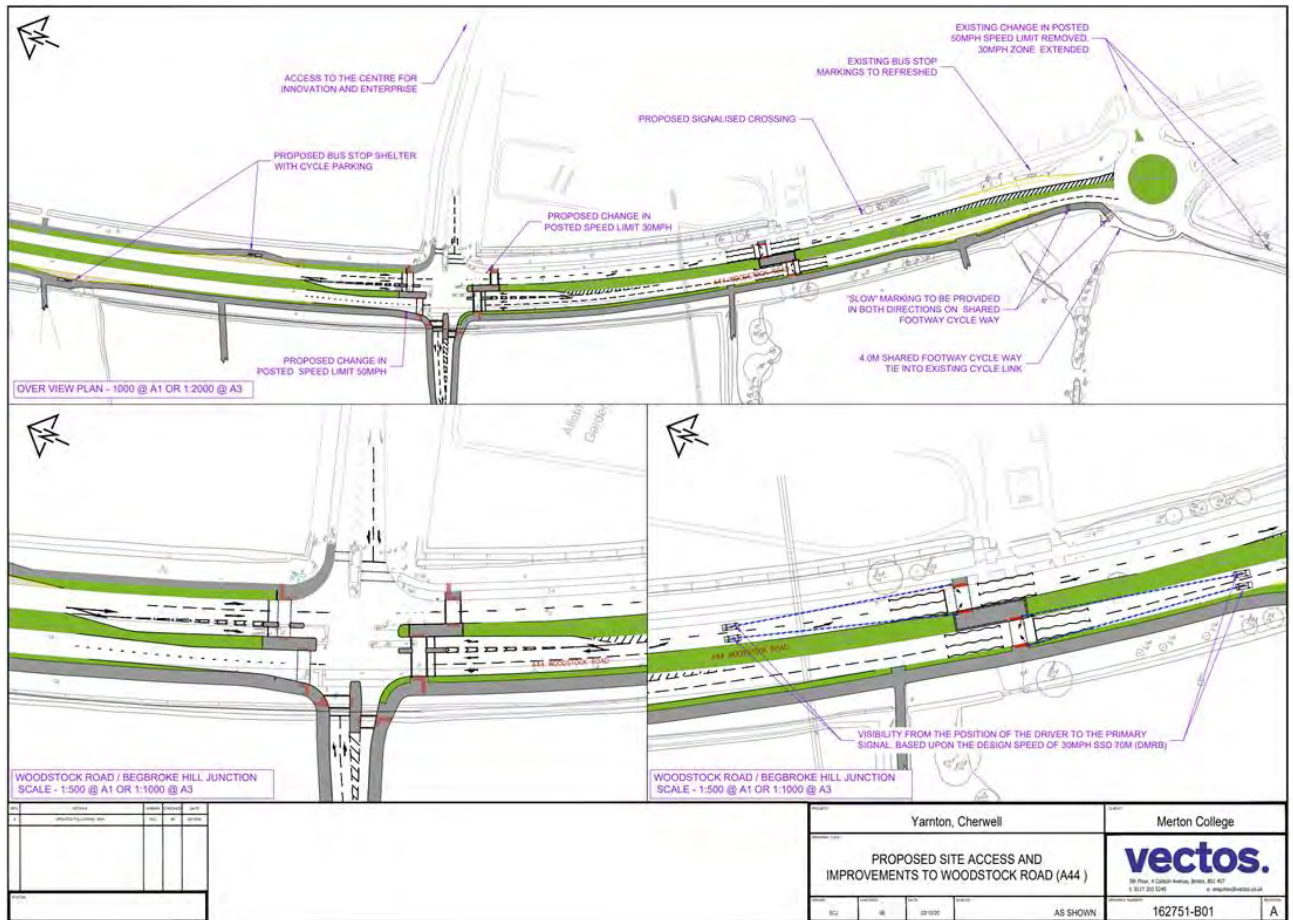 EXISTING CHANGE IN POSTED
50MPH SPEED LIMIT REMOVED.
30MPH ZONE EXTENDED
EXISTING BUS STOP
MARKINGS TO REFRESHED
ACCESS TO THE CENTRE FOR
INNOVATION AND ENTERPRISE
PROPOSED SIGNALISED CROSSING
PROPOSED BUS STOP SHELTER
WITH CYCLE PARKING
PROPOSED CHANGE IN
POSTED SPEED LIMIT 30MPH
A44 WOODSTOCK ROAD
'SLOW' MARKING TO BE PROVIDED
IN BOTH DIRECTIONS ON SHARED
FOOTWAY CYCLE WAY
PROPOSED CHANGE IN
POSTED SPEED LIMIT 50MPH
4.0M SHARED FOOTWAY CYCLE WAY
TIE INTO EXISTING CYCLE LINK
OVER VIEW PLAN - 1000 @ A1 OR 1:2000 @ A3
A44 WOODSTOCK ROAD
WOODSTOCK ROAD / BEGBROKE HILL JUNCTION
SCALE - 1:500 @ A1 OR 1:1000 @ A3
A44 WOODSTOCK ROAD
VISIBILITY FROM THE POSITION OF THE DRIVER TO THE PRIMARY
SIGNAL. BASED UPON THE DESIGN SPEED OF 30MPH SSD 70M (DMRB)
WOODSTOCK ROAD / BEGBROKE HILL JUNCTION
SCALE - 1:500 @ A1 OR 1:1000 @ A3
Yarnton, Cherwell
Merton College
PROPOSED SITE ACCESS AND
IMPROVEMENTS TO WOODSTOCK ROAD (A44 )
vectos.
AS SHOWN
162751-B01
A